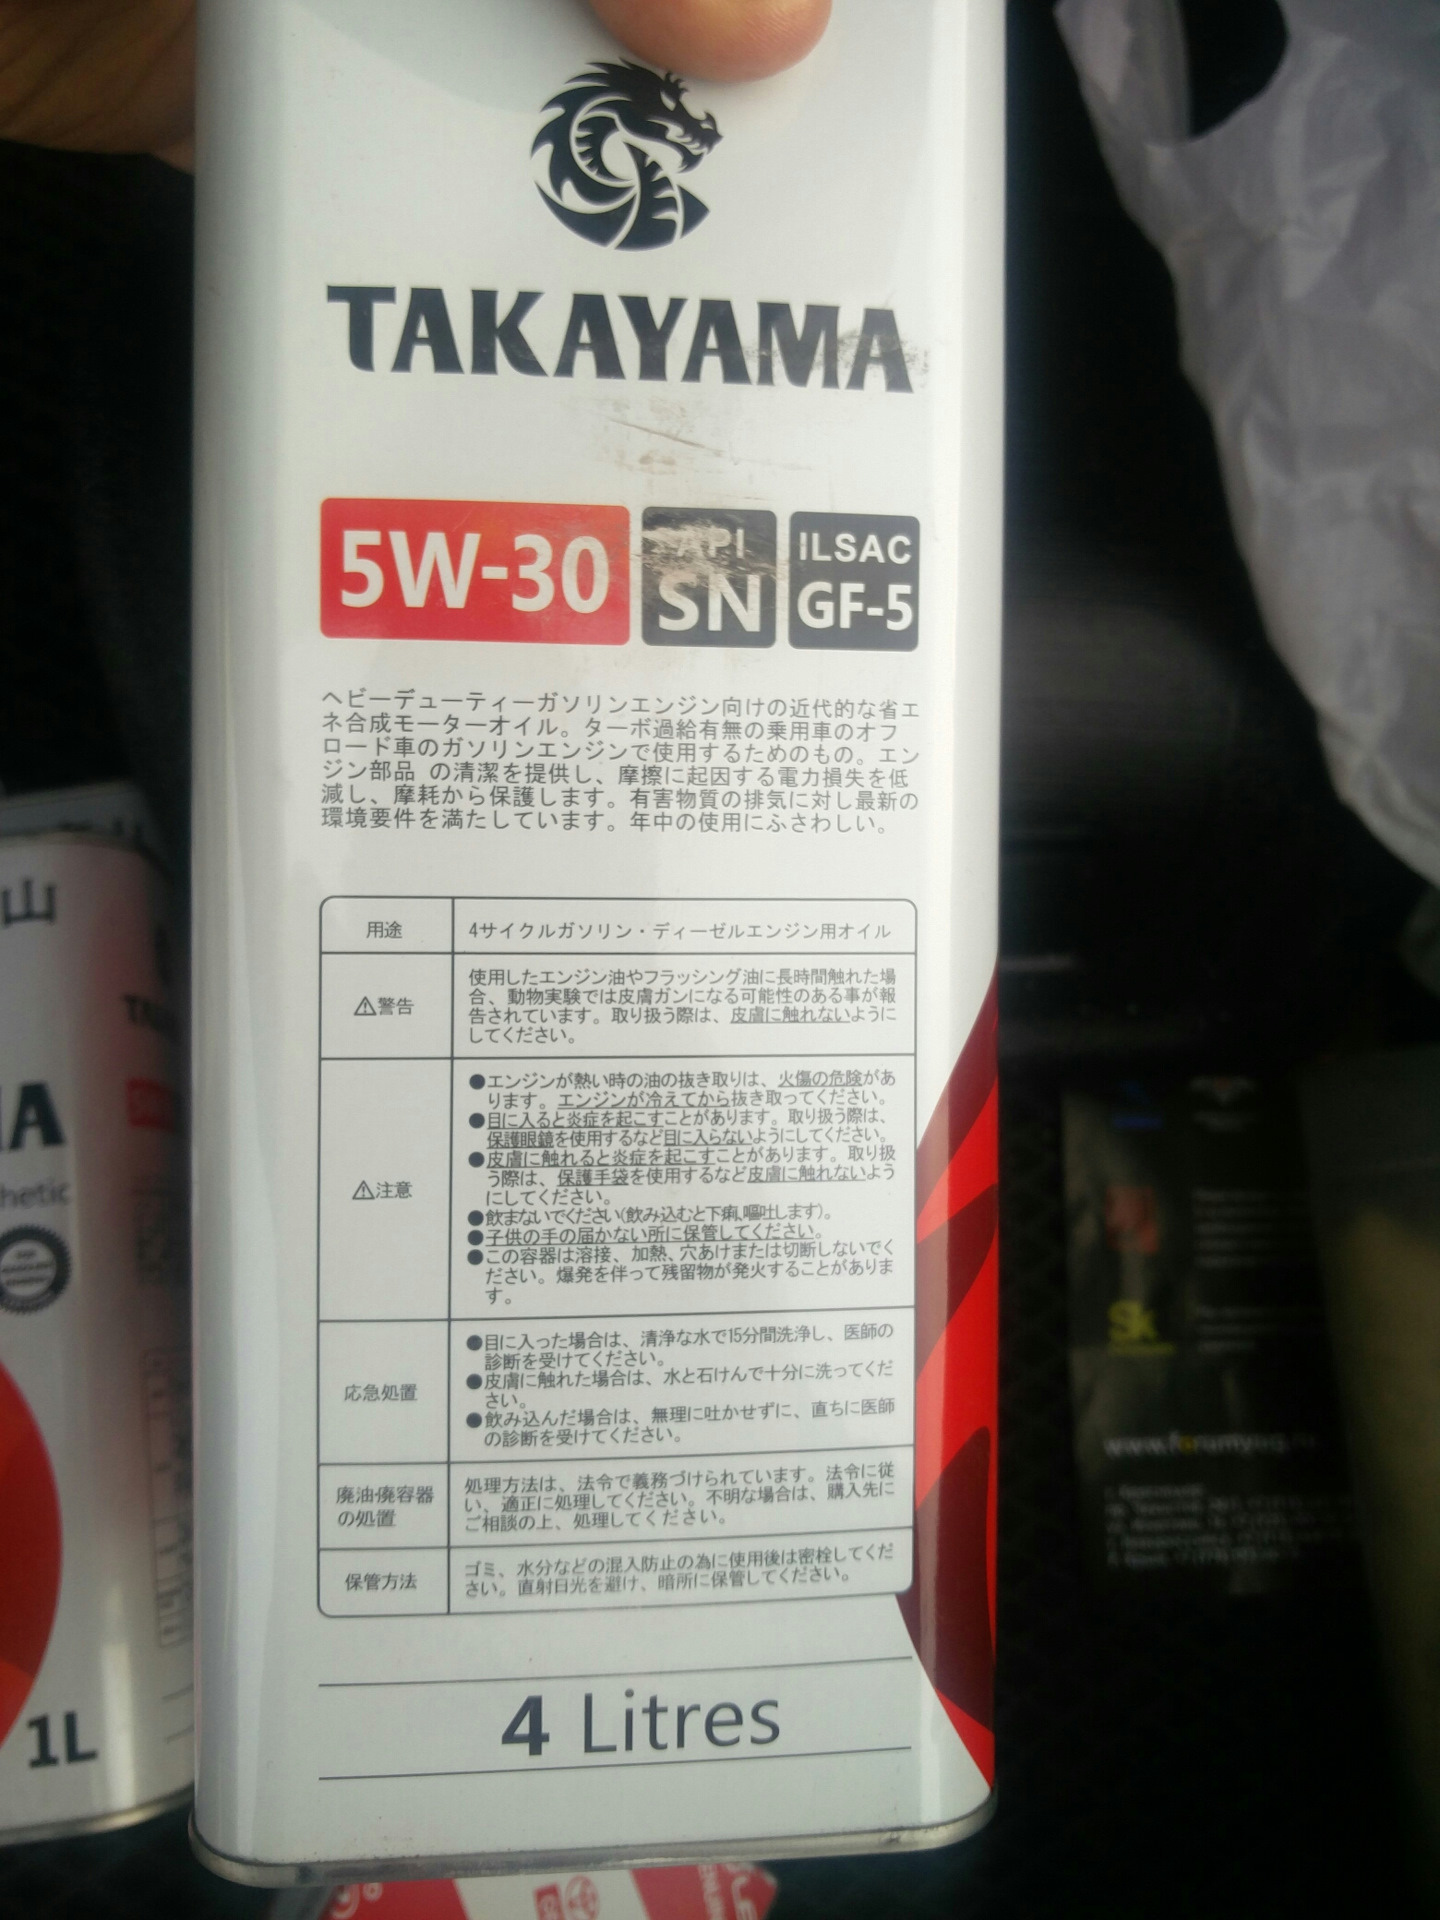 TAKAYAMA
5W-30
API
SN
ILSAC
GF-5
ヘビーデューティーガソリンエンジン向けの近代的な省エ
ネ合成モーターオイル。ターボ過給有無の乗用車のオフ
ロード車のガソリンエンジンで使用するためのもの。エン
ジン部品 の清潔を提供し、摩擦に起因する電力損失を低
減し、摩耗から保護します。有害物質の排気に対し最新の
環境要件を満たしています。年中の使用にふさわしい。
用途
4サイクルガソリン・ディーゼルエンジン用オイル
⚠警告
使用したエンジン油やフラッシング油に長時間触れた場
合、動物実験では皮膚ガンになる可能性のある事が報
告されています。取り扱う際は、皮膚に触れないように
してください。
⚠注意
●エンジンが熱い時の油の抜き取りは、火傷の危険があ
ります。エンジンが冷えてから抜き取ってください。
●目に入ると炎症を起こすことがあります。取り扱う際は、
保護眼鏡を使用するなど目に入らないようにしてください。
●皮膚に触れると炎症を起こすことがあります。取り扱
う際は、保護手袋を使用するなど皮膚に触れないよう
にしてください。
●飲まないでください(飲み込むと下痢、嘔吐します)。
●子供の手の届かない所に保管してください。
●この容器は溶接、加熱、穴あけまたは切断しないでく
ださい。爆発を伴って残留物が発火することがありま
す。
応急処置
●目に入った場合は、清浄な水で15分間洗浄し、医師の
診断を受けてください。
●皮膚に触れた場合は、水と石けんで十分に洗ってくだ
さい。
●飲み込んだ場合は、無理に吐かせずに、直ちに医師
の診断を受けてください。
廃油・廃容器
の処置
処理方法は、法令で義務づけられています。法令に従
い、適正に処理してください。不明な場合は、購入先に
ご相談の上、処理してください。
保管方法
ゴミ、水分などの混入防止の為に使用後は密栓してくだ
さい。直射日光を避け、暗所に保管してください。
4 Litres
山
MA
hetic
1L
Sk